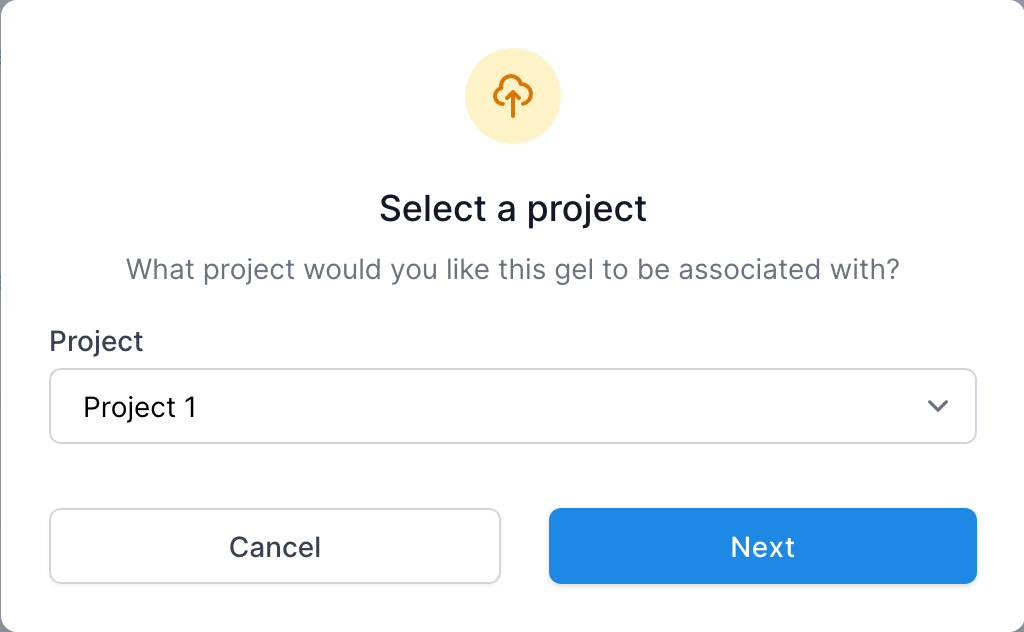 Select a project
What project would you like this gel to be associated with?
Project
Project 1
Cancel
Next